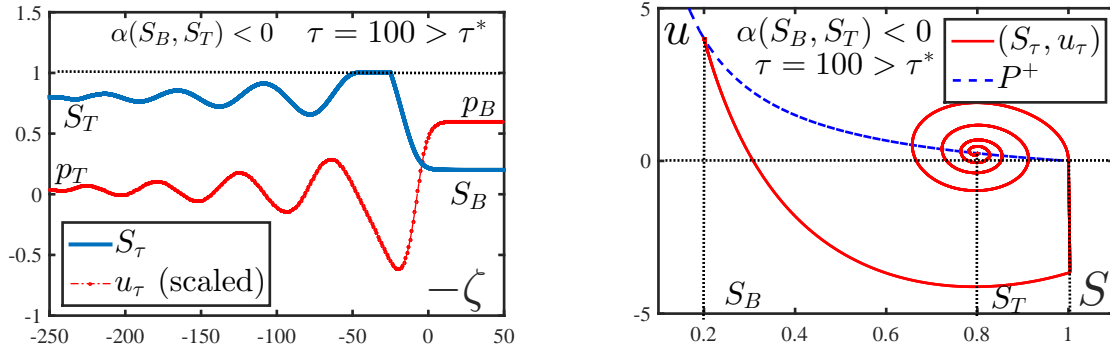 1.5
1
0.5
0
-0.5
-1
α(S_B, S_T) < 0 τ = 100 > τ*
S_T
p_B
p_T
S_B
S_τ
u_τ (scaled)
−ζ
-250 -200 -150 -100 -50 0 50
5
0
-5
u
α(S_B, S_T) < 0
τ = 100 > τ*
(S_τ, u_τ)
P^+
S_B
S_T
S
0.2 0.4 0.6 0.8 1